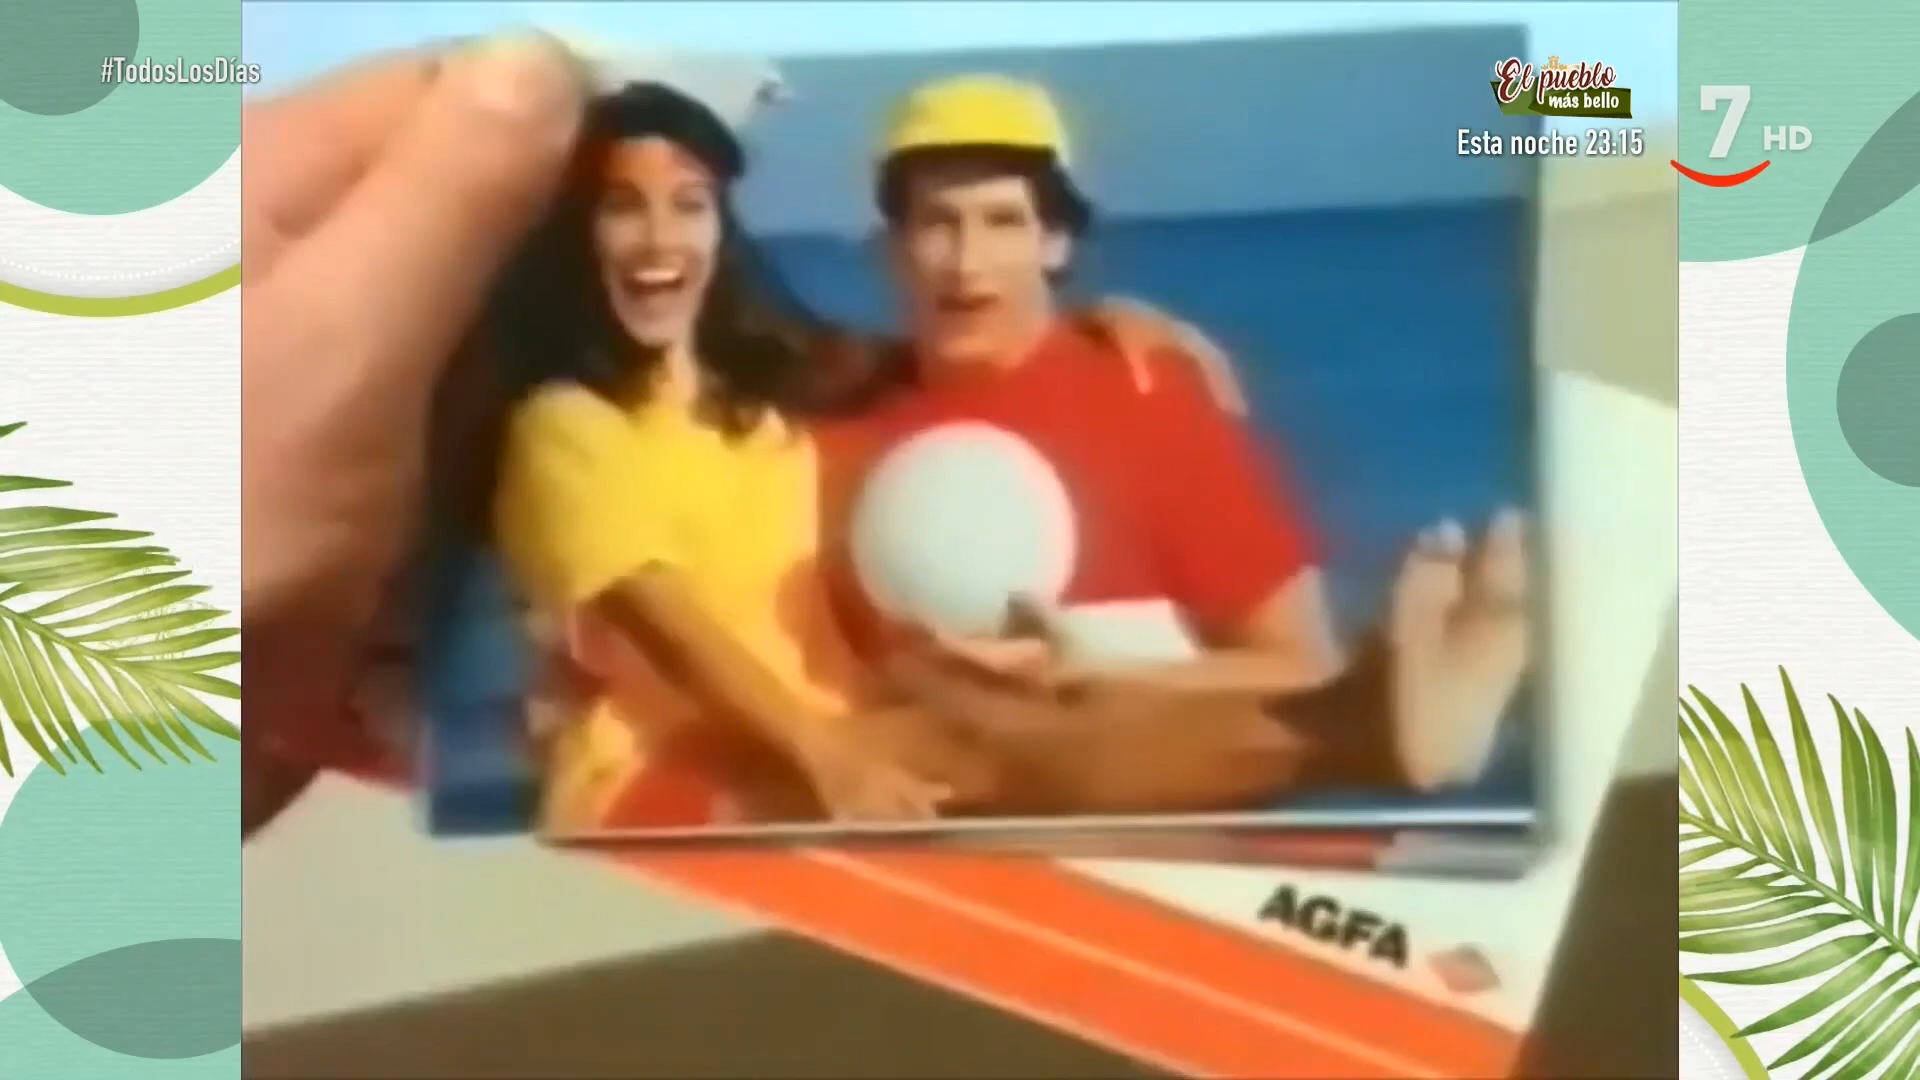 #TodosLosDías
El pueblo
más bello
Esta noche 23:15
7 HD
AGFA